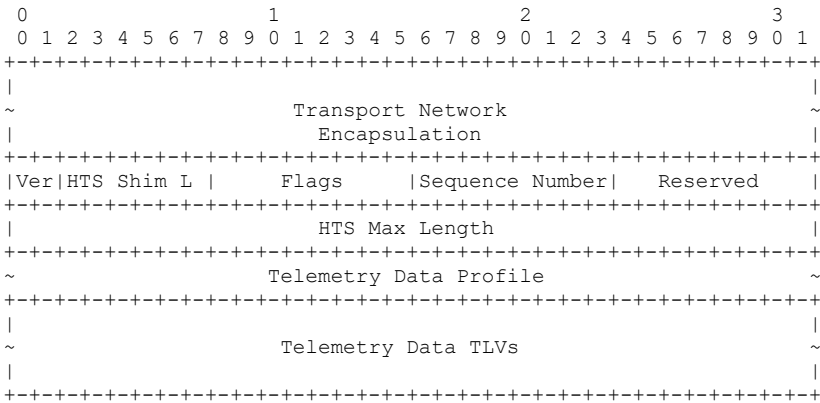 0                   1                   2                   3
 0 1 2 3 4 5 6 7 8 9 0 1 2 3 4 5 6 7 8 9 0 1 2 3 4 5 6 7 8 9 0 1
+-+-+-+-+-+-+-+-+-+-+-+-+-+-+-+-+-+-+-+-+-+-+-+-+-+-+-+-+-+-+-+-+
|                                                               |
~                      Transport Network                        ~
|                        Encapsulation                          |
+-+-+-+-+-+-+-+-+-+-+-+-+-+-+-+-+-+-+-+-+-+-+-+-+-+-+-+-+-+-+-+-+
|Ver|HTS Shim L |     Flags     |Sequence Number|   Reserved    |
+-+-+-+-+-+-+-+-+-+-+-+-+-+-+-+-+-+-+-+-+-+-+-+-+-+-+-+-+-+-+-+-+
|                        HTS Max Length                         |
+-+-+-+-+-+-+-+-+-+-+-+-+-+-+-+-+-+-+-+-+-+-+-+-+-+-+-+-+-+-+-+-+
~                    Telemetry Data Profile                     ~
+-+-+-+-+-+-+-+-+-+-+-+-+-+-+-+-+-+-+-+-+-+-+-+-+-+-+-+-+-+-+-+-+
|                                                               |
~                     Telemetry Data TLVs                       ~
|                                                               |
+-+-+-+-+-+-+-+-+-+-+-+-+-+-+-+-+-+-+-+-+-+-+-+-+-+-+-+-+-+-+-+-+